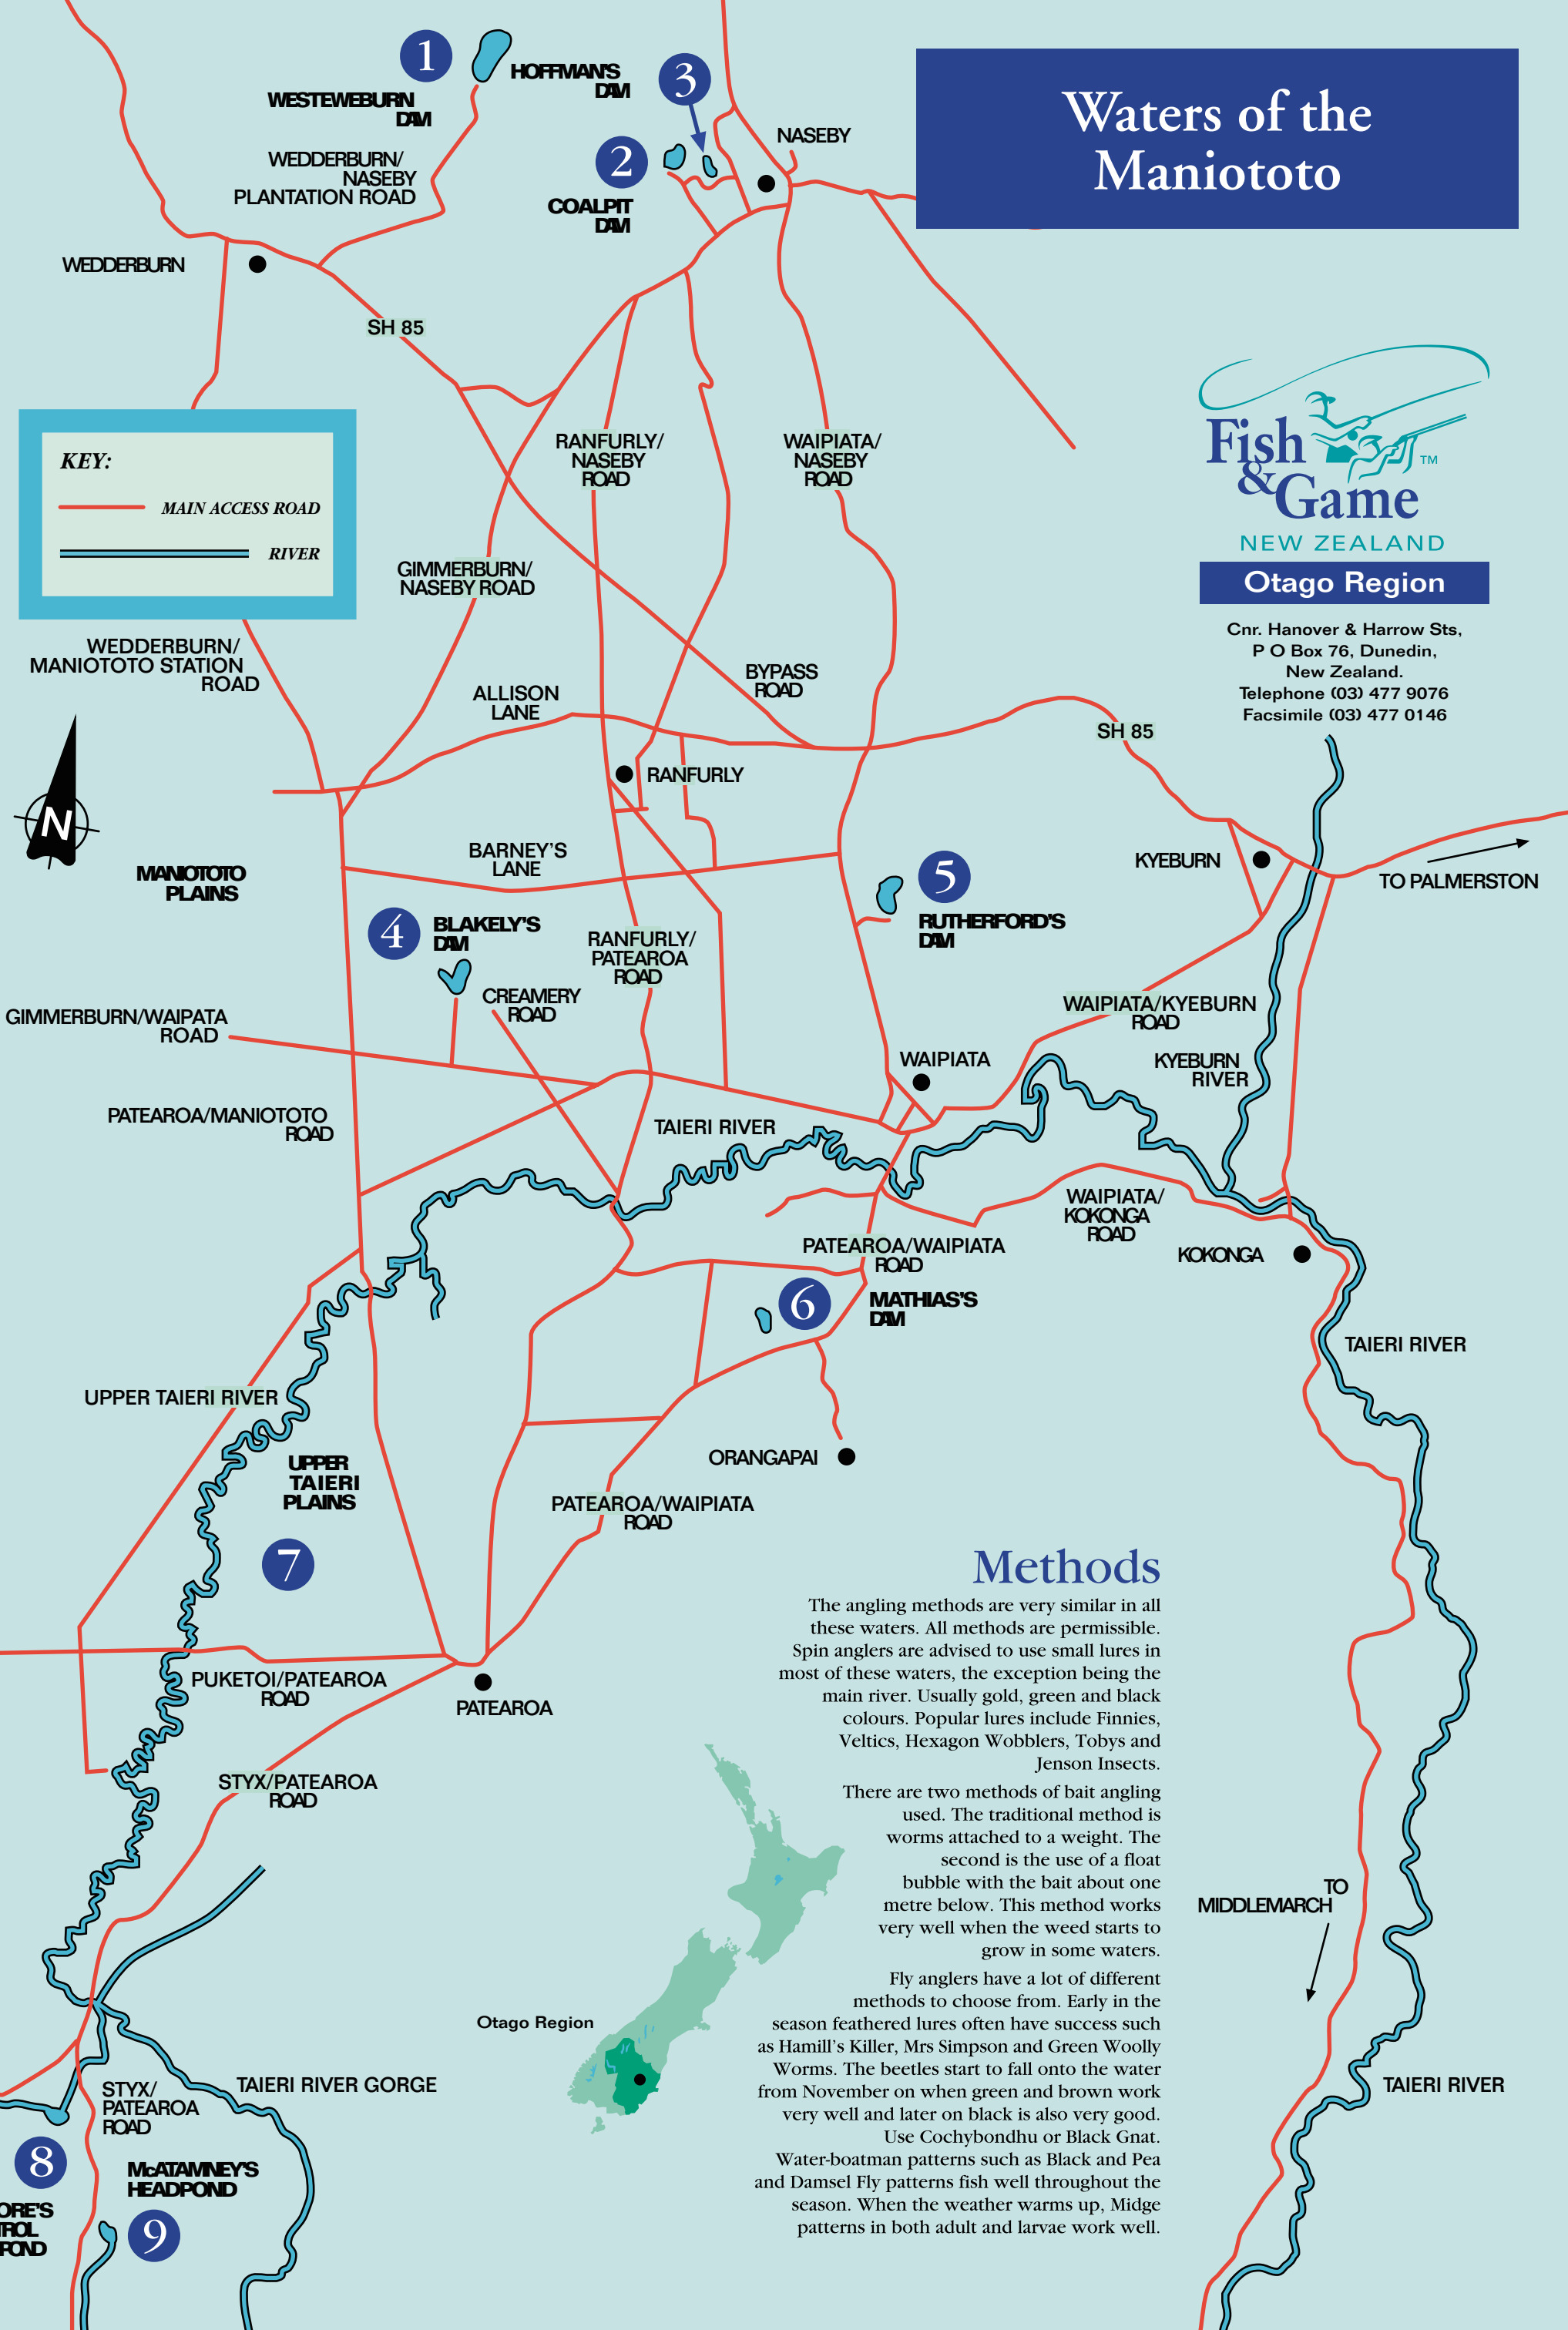 Waters of the
Maniototo
1
HOFFMAN'S
DAM
WESTEWEBURN
DAM
3
2
NASEBY
COALPIT
DAM
WEDDERBURN/
NASEBY
PLANTATION ROAD
WEDDERBURN
SH 85
KEY:
MAIN ACCESS ROAD
RIVER
RANFURLY/
NASEBY
ROAD
WAIPIATA/
NASEBY
ROAD
Fish
&Game
TM
NEW ZEALAND
Otago Region
Cnr. Hanover & Harrow Sts,
P O Box 76, Dunedin,
New Zealand.
Telephone (03) 477 9076
Facsimile (03) 477 0146
GIMMERBURN/
NASEBY ROAD
WEDDERBURN/
MANIOTOTO STATION
ROAD
ALLISON
LANE
BYPASS
ROAD
SH 85
N
RANFURLY
BARNEY'S
LANE
KYEBURN
TO PALMERSTON
MANIOTOTO
PLAINS
4
BLAKELY'S
DAM
5
RUTHERFORD'S
DAM
RANFURLY/
PATEAROA
ROAD
CREAMERY
ROAD
GIMMERBURN/WAIPATA
ROAD
WAIPIATA/KYEBURN
ROAD
WAIPIATA
KYEBURN
RIVER
PATEAROA/MANIOTOTO
ROAD
TAIERI RIVER
WAIPIATA/
KOKONGA
ROAD
PATEAROA/WAIPIATA
ROAD
KOKONGA
6
MATHIAS'S
DAM
TAIERI RIVER
UPPER TAIERI RIVER
UPPER
TAIERI
PLAINS
ORANGAPAI
PATEAROA/WAIPIATA
ROAD
7
PUKETOI/PATEAROA
ROAD
PATEAROA
STYX/PATEAROA
ROAD
Methods
The angling methods are very similar in all
these waters. All methods are permissible.
Spin anglers are advised to use small lures in
most of these waters, the exception being the
main river. Usually gold, green and black
colours. Popular lures include Finnies,
Veltics, Hexagon Wobblers, Tobys and
Jenson Insects.
There are two methods of bait angling
used. The traditional method is
worms attached to a weight. The
second is the use of a float
bubble with the bait about one
metre below. This method works
very well when the weed starts to
grow in some waters.
Fly anglers have a lot of different
methods to choose from. Early in the
season feathered lures often have success such
as Hamill's Killer, Mrs Simpson and Green Woolly
Worms. The beetles start to fall onto the water
from November on when green and brown work
very well and later on black is also very good.
Use Cochybondhu or Black Gnat.
Water-boatman patterns such as Black and Pea
and Damsel Fly patterns fish well throughout the
season. When the weather warms up, Midge
patterns in both adult and larvae work well.
Otago Region
TO
MIDDLEMARCH
TAIERI RIVER
STYX/
PATEAROA
ROAD
TAIERI RIVER GORGE
8
McATAMNEY'S
HEADPOND
ORE'S
TROL
POND
9